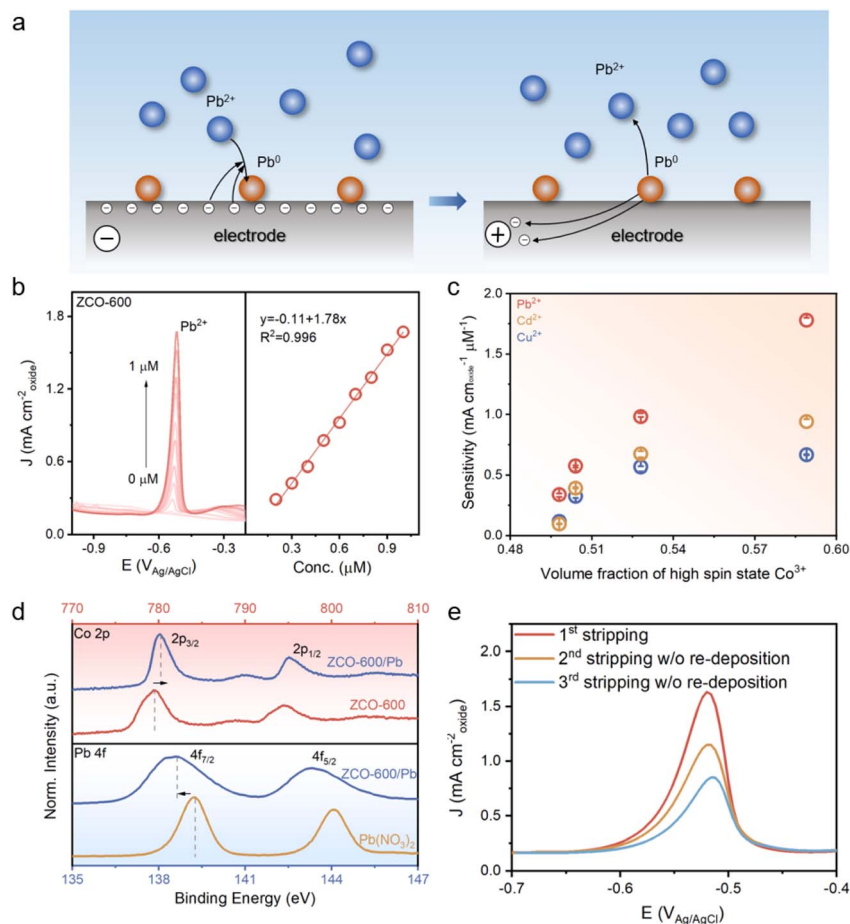 a
Pb²⁺
Pb⁰
electrode
Pb²⁺
Pb⁰
electrode
b
ZCO-600
Pb²⁺
1 μM
0 μM
y=-0.11+1.78x
R²=0.996
1.8
1.2
0.6
0.0
J (mA cm⁻²oxide)
-0.9 -0.6 -0.3
E (V Ag/AgCl)
0.3 0.6 0.9
Conc. (μM)
c
Pb²⁺
Cd²⁺
Cu²⁺
2.0
1.5
1.0
0.5
0.0
Sensitivity (mA cm oxide⁻¹ μM⁻¹)
0.48 0.51 0.54 0.57 0.60
Volume fraction of high spin state Co³⁺
d
770 780 790 800 810
Co 2p
2p3/2
2p1/2
ZCO-600/Pb
ZCO-600
Pb 4f
4f7/2
4f5/2
ZCO-600/Pb
Pb(NO3)2
Norm. Intensity (a.u.)
135 138 141 144 147
Binding Energy (eV)
e
1st stripping
2nd stripping w/o re-deposition
3rd stripping w/o re-deposition
2.0
1.5
1.0
0.5
0.0
J (mA cm⁻²oxide)
-0.7 -0.6 -0.5 -0.4
E (V Ag/AgCl)